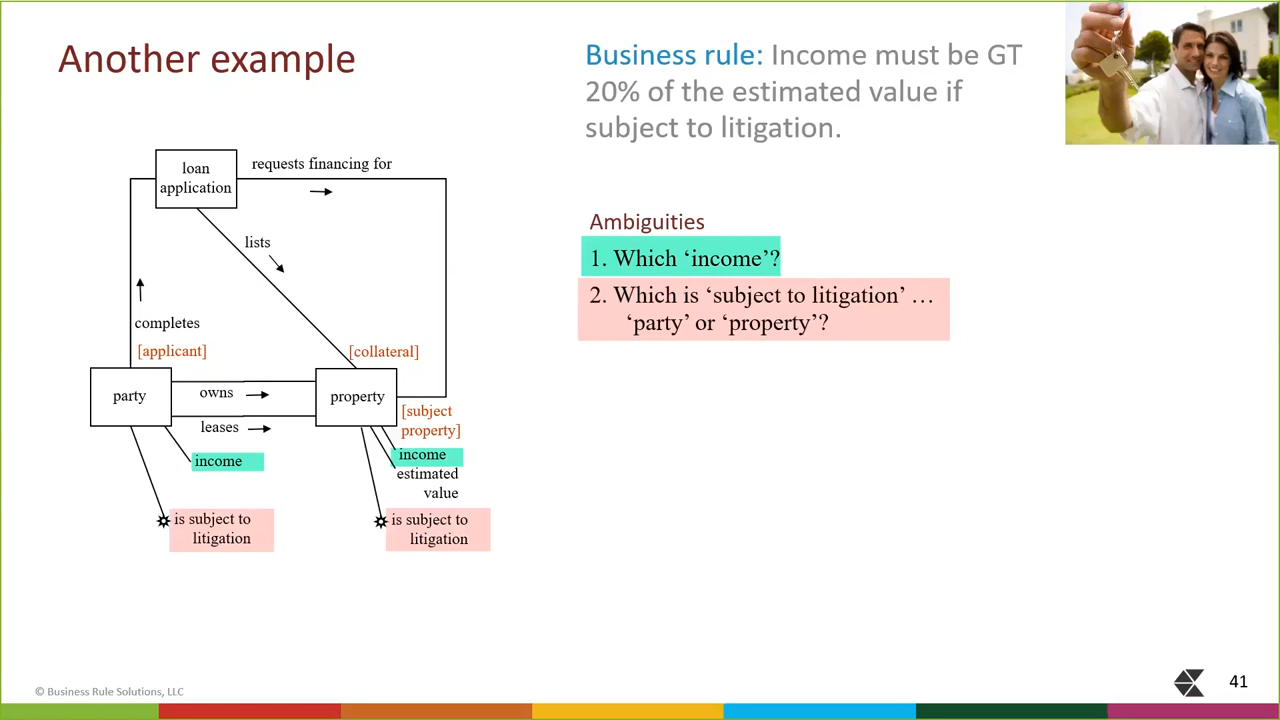 Another example
Business rule: Income must be GT
20% of the estimated value if
subject to litigation.
loan
application
requests financing for
lists
completes
[applicant]
[collateral]
party
owns
leases
property
[subject
property]
income
income
estimated
value
is subject to
litigation
is subject to
litigation
Ambiguities
1. Which ‘income’?
2. Which is ‘subject to litigation’ …
‘party’ or ‘property’?
© Business Rule Solutions, LLC
41